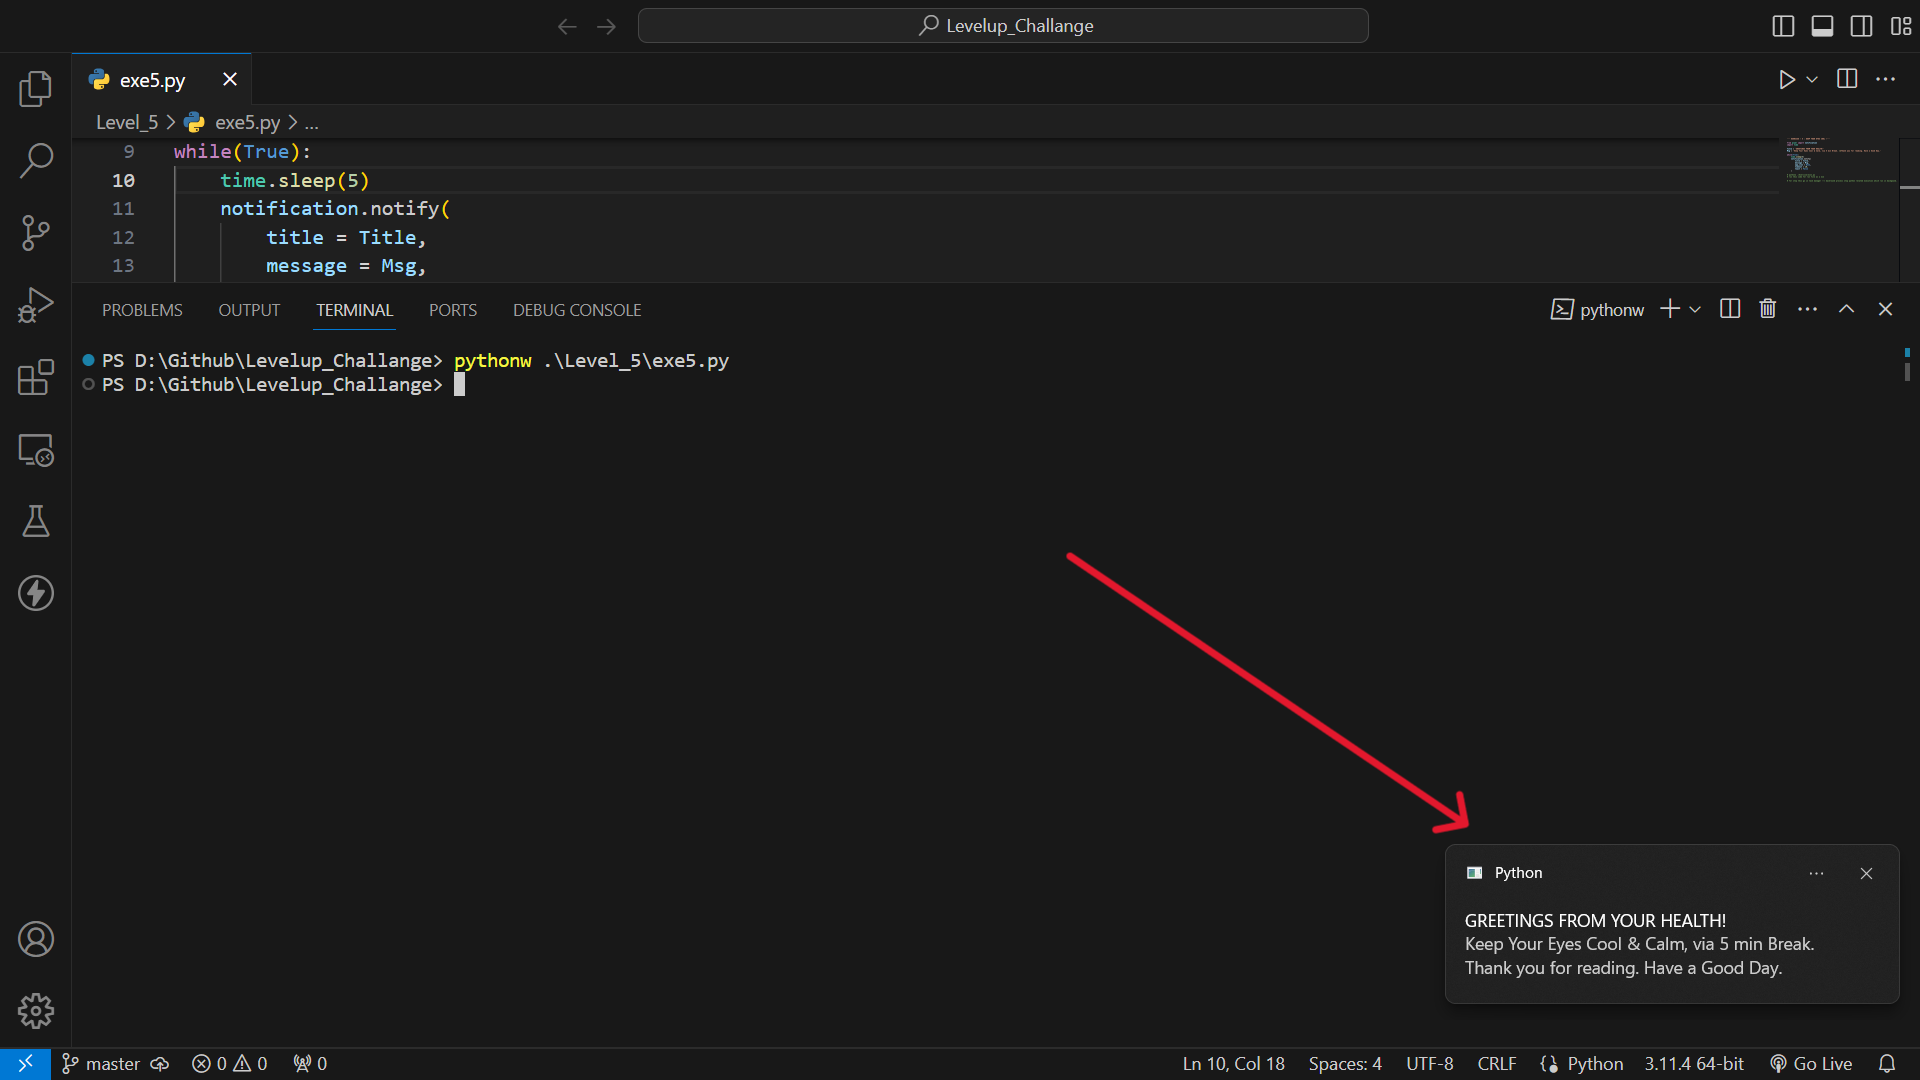 Levelup_Challange
exe5.py
Level_5 > exe5.py > ...
9 while(True):
10 time.sleep(5)
11 notification.notify(
12 title = Title,
13 message = Msg,
PROBLEMS OUTPUT TERMINAL PORTS DEBUG CONSOLE
pythonw
PS D:\Github\Levelup_Challange> pythonw .\Level_5\exe5.py
PS D:\Github\Levelup_Challange>
Python
GREETINGS FROM YOUR HEALTH!
Keep Your Eyes Cool & Calm, via 5 min Break.
Thank you for reading. Have a Good Day.
master 0 0 0 Ln 10, Col 18 Spaces: 4 UTF-8 CRLF Python 3.11.4 64-bit Go Live